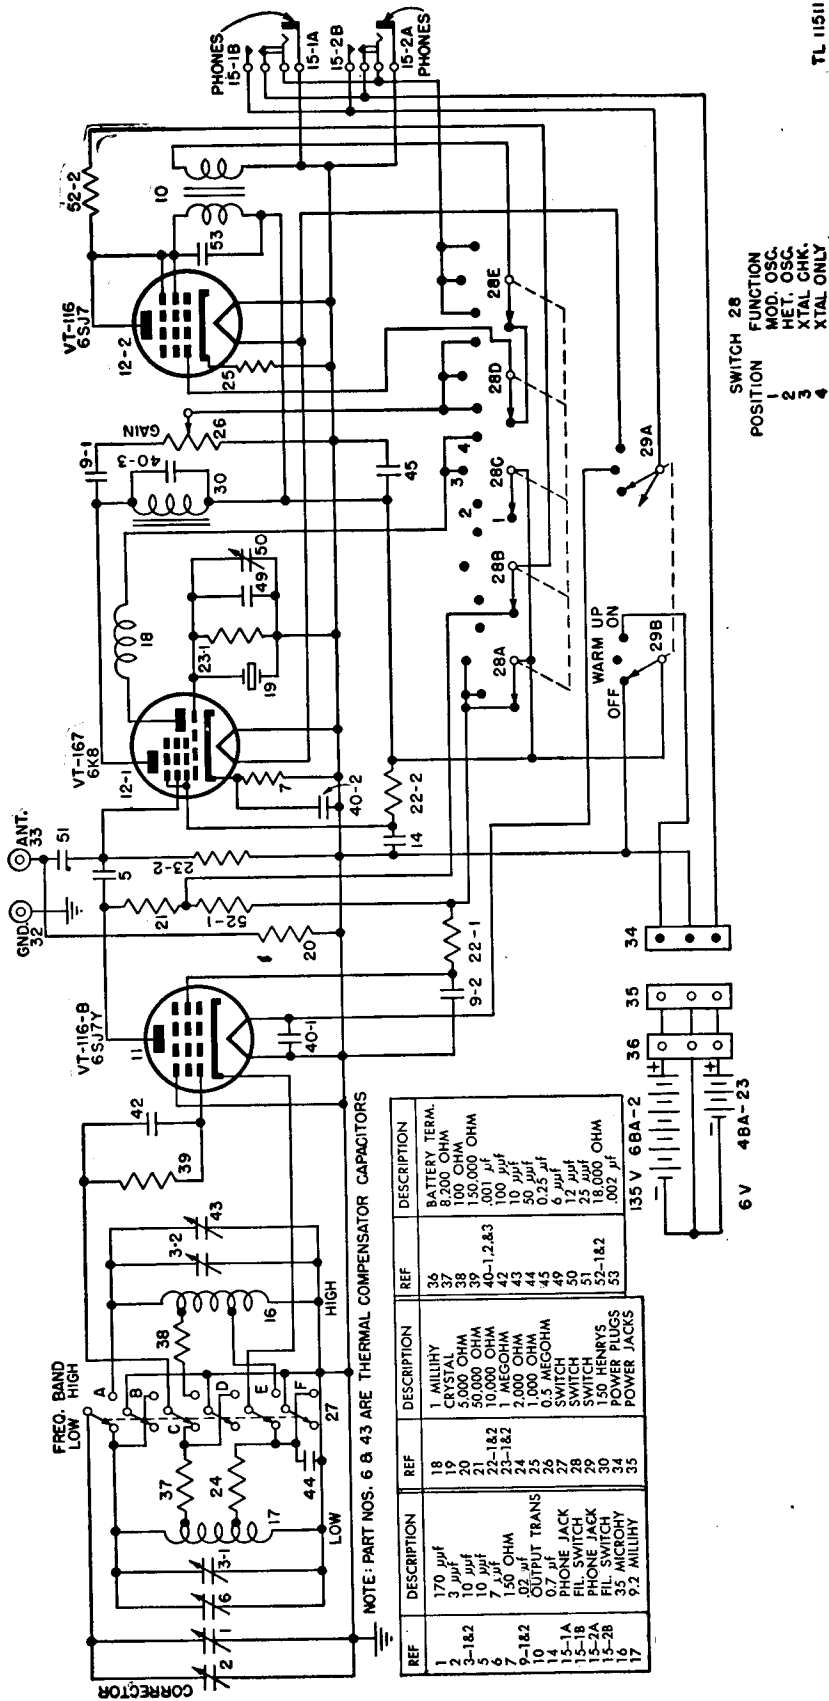 CORRECTOR
2
1
6
3-1
LOW
17
37
24
44
FREQ. BAND
LOW HIGH
A
B
C
D
E
F
27
38
16
HIGH
3-2
43
39
42
VT-116-B
6SJ7Y
11
40-1
9-2
22-1
20
GND.
32
ANT.
33
51
5
21
52-1
23-2
14
22-2
40-2
7
VT-167
6K8
12-1
18
19
23-1
49
50
30
40-3
9-1
GAIN
26
45
VT-116
6SJ7
12-2
25
53
10
52-2
PHONES
15-1B
15-1A
15-2B
15-2A
PHONES
28A
28B
28C
28D
28E
1
2
3
4
OFF
WARM UP
ON
29B
29A
34
35
36
135 V 6BA-2
6 V 4BA-23
− +
− +
SWITCH 28
POSITION FUNCTION
1 MOD. OSC.
2 HET. OSC.
3 XTAL CHK.
4 XTAL ONLY
TL 11511
NOTE: PART NOS. 6 & 43 ARE THERMAL COMPENSATOR CAPACITORS
REF DESCRIPTION
1 170 µµf
2 3 µµf
3-1&2 10 µµf
5 10 µµf
6 7 µµf
7 150 OHM
9-1&2 .02 µf
10 OUTPUT TRANS
14 0.7 µf
15-1A PHONE JACK
15-1B FIL. SWITCH
15-2A PHONE JACK
15-2B FIL. SWITCH
16 35 MICROHY
17 9.2 MILLIHY
REF DESCRIPTION
18 1 MILLIHY
19 CRYSTAL
20 5,000 OHM
21 50,000 OHM
22-1&2 10,000 OHM
23-1&2 1 MEGOHM
24 2,000 OHM
25 1,000 OHM
26 0.5 MEGOHM
27 SWITCH
28 SWITCH
29 SWITCH
30 150 HENRYS
34 POWER PLUGS
35 POWER JACKS
REF DESCRIPTION
36 BATTERY TERM.
37 8,200 OHM
38 100 OHM
39 150,000 OHM
40-1,2,&3 .001 µf
42 100 µµf
43 10 µµf
44 50 µµf
45 0.25 µf
49 6 µµf
50 12 µµf
51 25 µµf
52-1&2 18,000 OHM
53 .002 µf